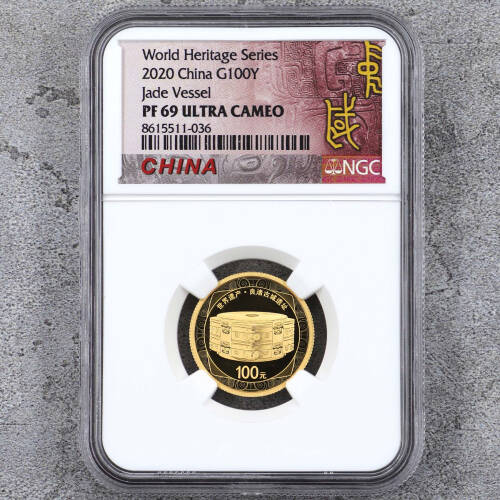 World Heritage Series
2020 China G100Y
Jade Vessel
PF 69 ULTRA CAMEO
8615511-036
CHINA
NGC
世界遗产·良渚古城遗址
100元